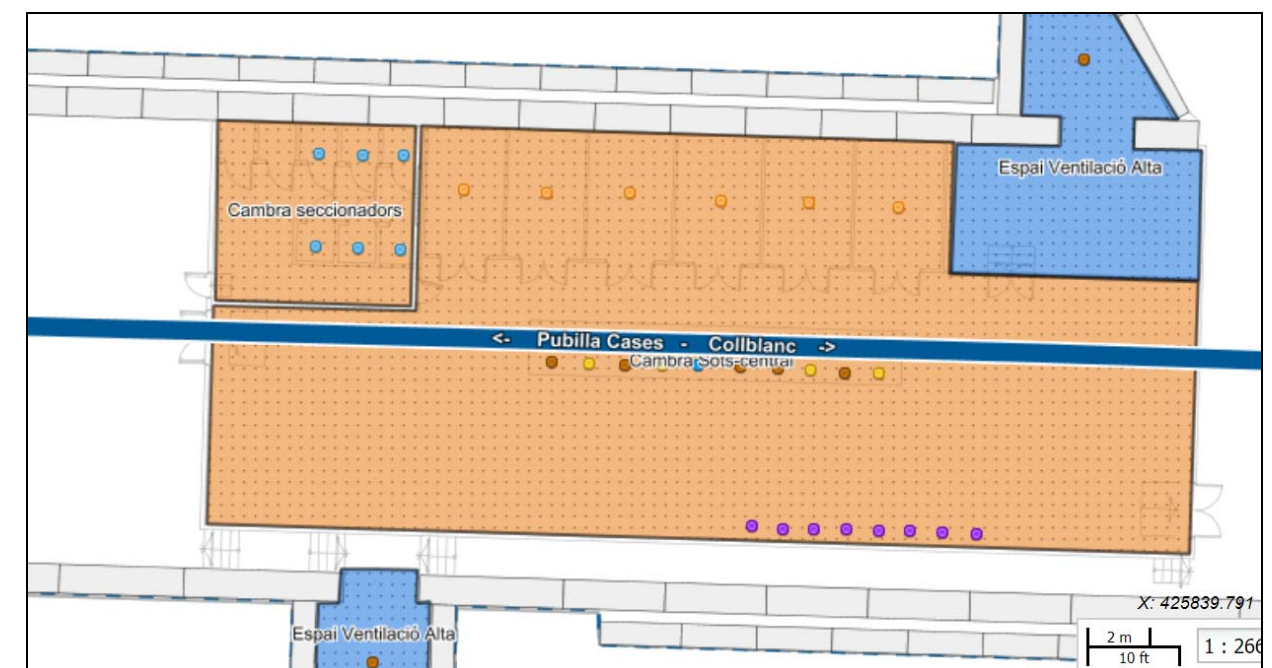 Espai Ventilació Alta
Cambra seccionadors
<- Pubilla Cases - Collblanc ->
Cambra Sots-central
Espai Ventilació Alta
X: 425839.791
2 m
10 ft
1 : 266